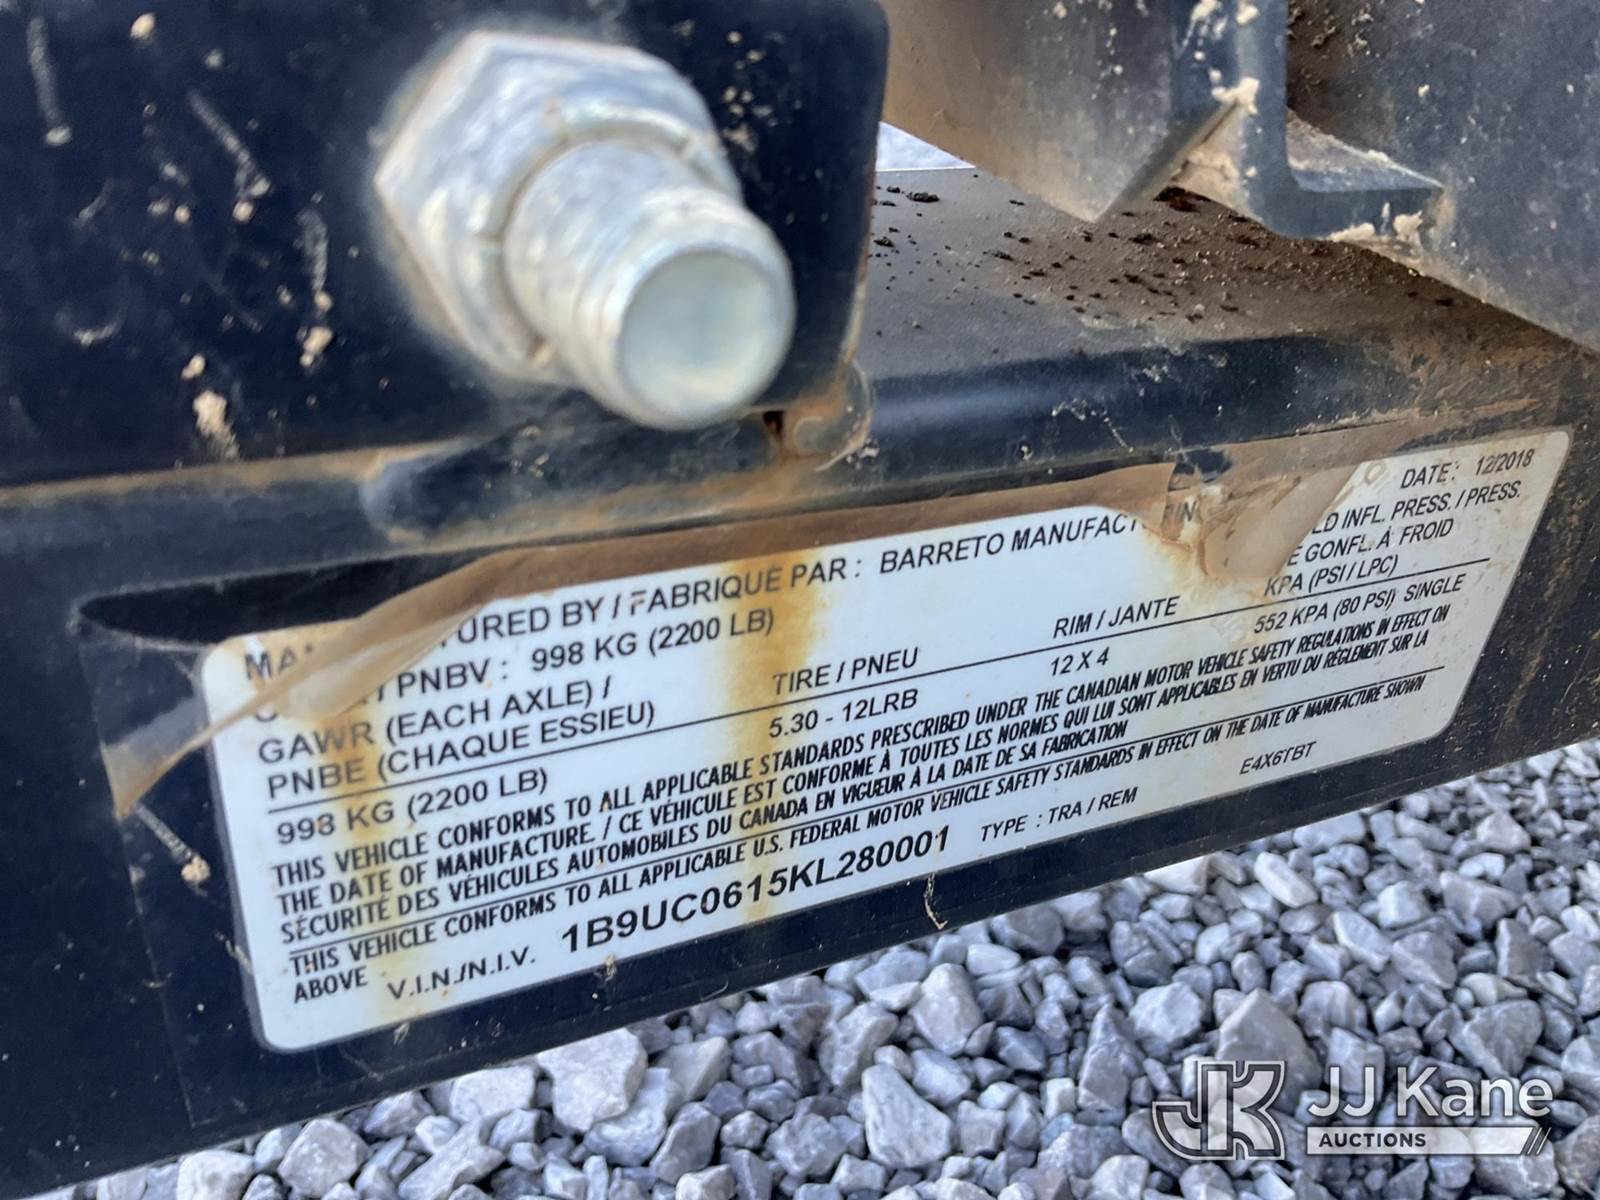 DATE: 12/2018
TURED BY / FABRIQUÉ PAR : BARRETO MANUFACTURIN
LD INFL. PRESS. / PRESS.
/ PNBV : 998 KG (2200 LB)
E GONFL. À FROID
GAWR (EACH AXLE) /
PNBE (CHAQUE ESSIEU) TIRE / PNEU RIM / JANTE KPA (PSI / LPC)
998 KG (2200 LB) 5.30 - 12LRB 12 X 4 552 KPA (80 PSI) SINGLE
THIS VEHICLE CONFORMS TO ALL APPLICABLE STANDARDS PRESCRIBED UNDER THE CANADIAN MOTOR VEHICLE SAFETY REGULATIONS IN EFFECT ON
THE DATE OF MANUFACTURE. / CE VÉHICULE EST CONFORME À TOUTES LES NORMES QUI LUI SONT APPLICABLES EN VERTU DU RÉGLEMENT SUR LA
SÉCURITÉ DES VÉHICULES AUTOMOBILES DU CANADA EN VIGUEUR À LA DATE DE SA FABRICATION
THIS VEHICLE CONFORMS TO ALL APPLICABLE U.S. FEDERAL MOTOR VEHICLE SAFETY STANDARDS IN EFFECT ON THE DATE OF MANUFACTURE SHOWN
ABOVE V.I.N./N.I.V. 1B9UC0615KL280001 TYPE : TRA / REM E4X6TBT
JK JJ Kane
AUCTIONS